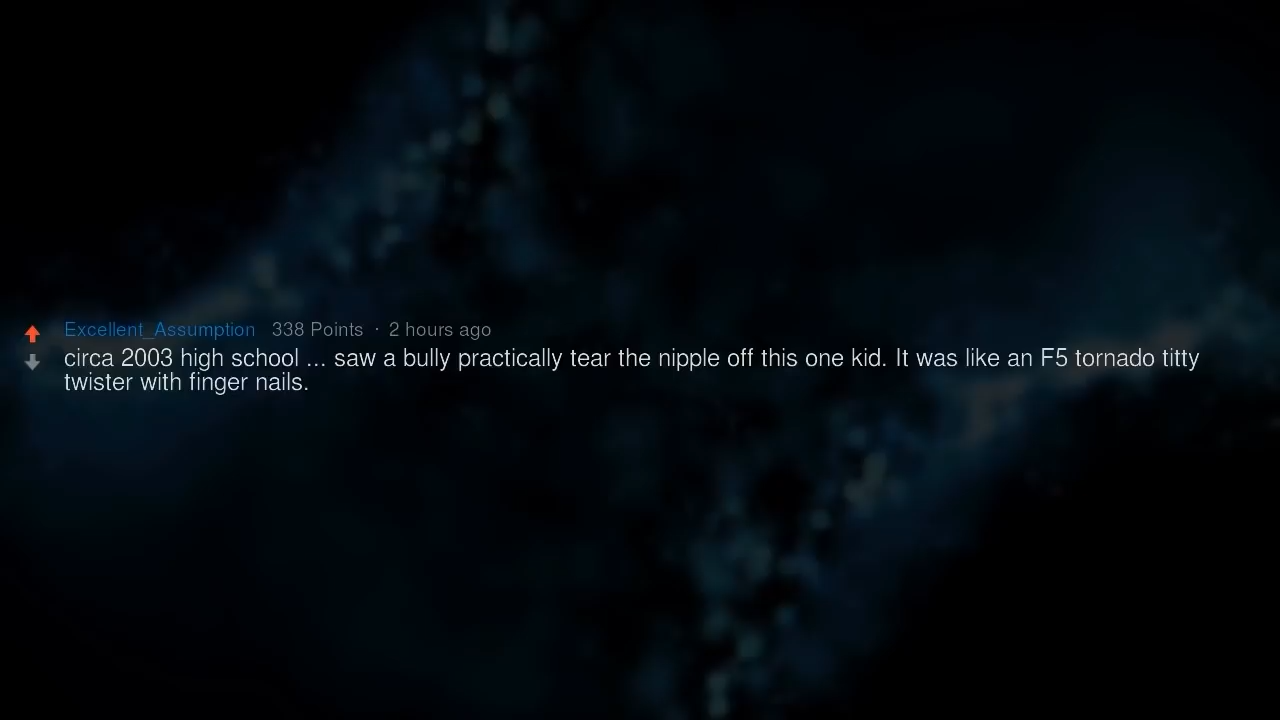 Excellent_Assumption 338 Points · 2 hours ago
circa 2003 high school ... saw a bully practically tear the nipple off this one kid. It was like an F5 tornado titty
twister with finger nails.